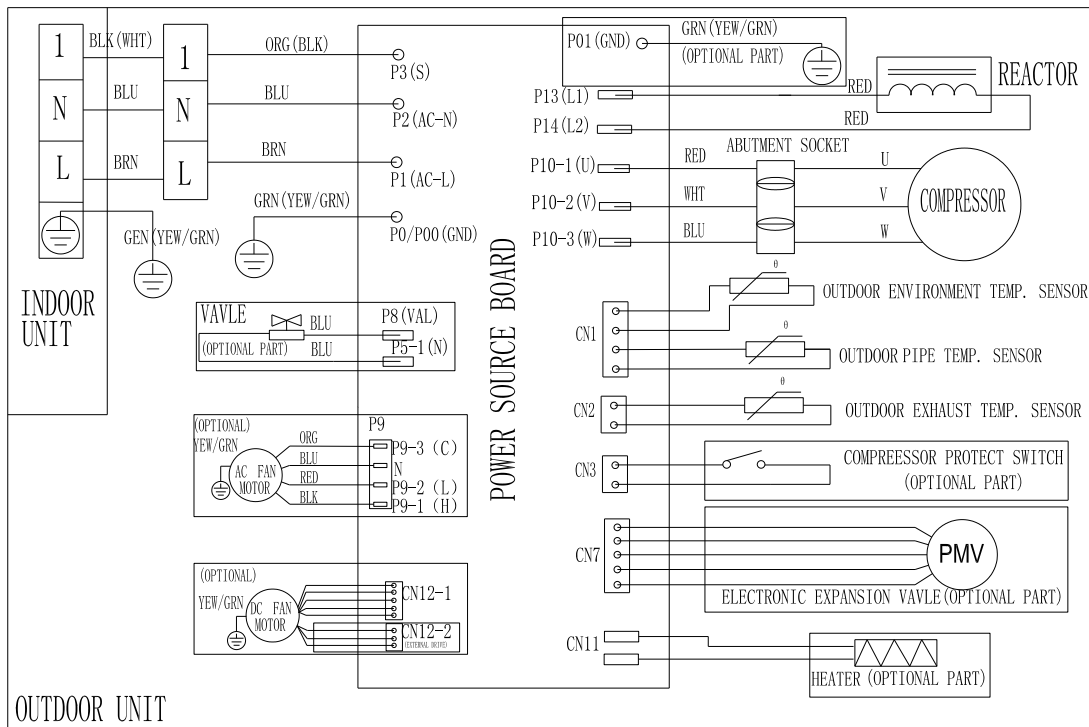 1
BLK(WHT)
1
ORG(BLK)
P3(S)
N
BLU
N
BLU
P2(AC-N)
L
BRN
L
BRN
P1(AC-L)
GEN(YEW/GRN)
GRN(YEW/GRN)
P0/P00(GND)
INDOOR
UNIT
P01(GND)
GRN(YEW/GRN)
(OPTIONAL PART)
P13(L1)
RED
REACTOR
P14(L2)
RED
ABUTMENT SOCKET
P10-1(U)
RED
U
P10-2(V)
WHT
V
COMPRESSOR
P10-3(W)
BLU
W
POWER SOURCE BOARD
VAVLE
BLU
P8(VAL)
(OPTIONAL PART)
BLU
P5-1(N)
θ
OUTDOOR ENVIRONMENT TEMP. SENSOR
CN1
θ
OUTDOOR PIPE TEMP. SENSOR
θ
CN2
OUTDOOR EXHAUST TEMP. SENSOR
(OPTIONAL)
YEW/GRN
AC FAN
MOTOR
ORG
BLU
RED
BLK
P9
P9-3 (C)
N
P9-2 (L)
P9-1 (H)
CN3
COMPREESSOR PROTECT SWITCH
(OPTIONAL PART)
CN7
PMV
ELECTRONIC EXPANSION VAVLE(OPTIONAL PART)
(OPTIONAL)
YEW/GRN
DC FAN
MOTOR
CN12-1
CN12-2
(EXTERNAL DRIVE)
CN11
HEATER (OPTIONAL PART)
OUTDOOR UNIT